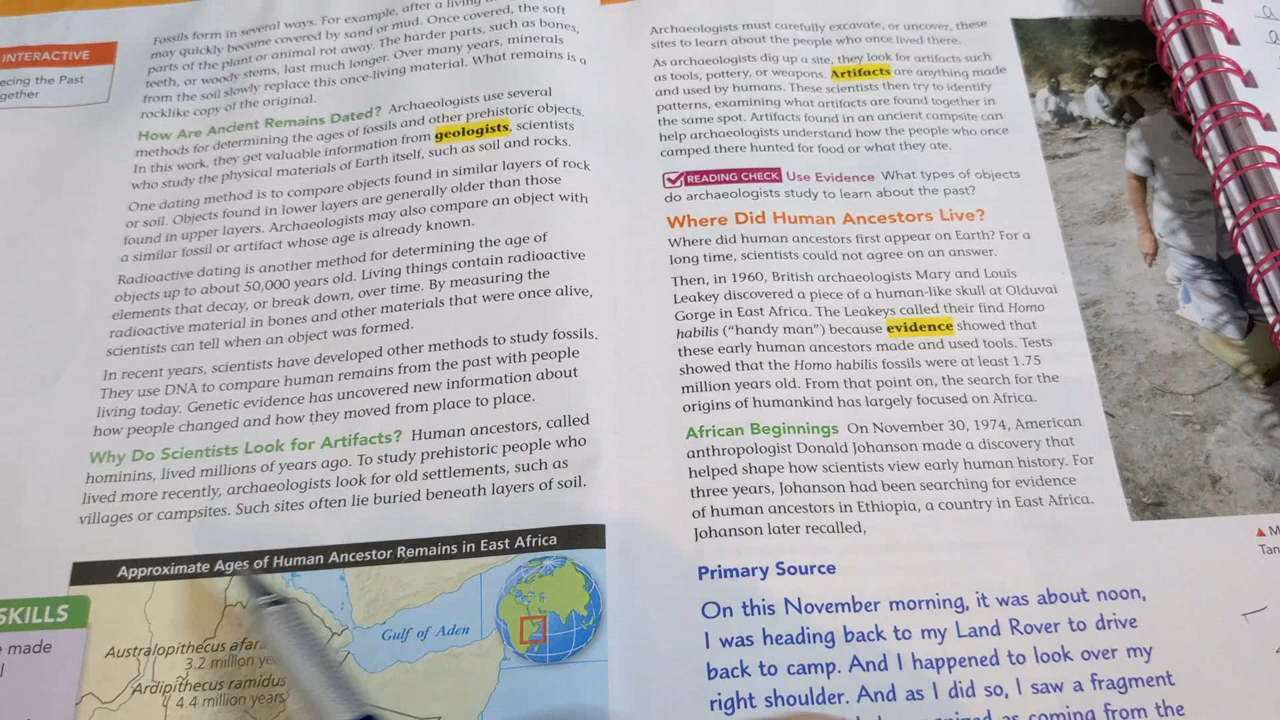 INTERACTIVE
ecing the Past
gether
Fossils form in several ways. For example, after a living
may quickly become covered by sand or mud. Once covered, the soft
parts of the plant or animal rot away. The harder parts, such as bones,
teeth, or woody stems, last much longer. Over many years, minerals
from the soil slowly replace this once-living material. What remains is a
rocklike copy of the original.
How Are Ancient Remains Dated? Archaeologists use several
methods for determining the ages of fossils and other prehistoric objects.
In this work, they get valuable information from geologists, scientists
who study the physical materials of Earth itself, such as soil and rocks.
One dating method is to compare objects found in similar layers of rock
or soil. Objects found in lower layers are generally older than those
found in upper layers. Archaeologists may also compare an object with
a similar fossil or artifact whose age is already known.
Radioactive dating is another method for determining the age of
objects up to about 50,000 years old. Living things contain radioactive
elements that decay, or break down, over time. By measuring the
radioactive material in bones and other materials that were once alive,
scientists can tell when an object was formed.
In recent years, scientists have developed other methods to study fossils.
They use DNA to compare human remains from the past with people
living today. Genetic evidence has uncovered new information about
how people changed and how they moved from place to place.
Why Do Scientists Look for Artifacts? Human ancestors, called
hominins, lived millions of years ago. To study prehistoric people who
lived more recently, archaeologists look for old settlements, such as
villages or campsites. Such sites often lie buried beneath layers of soil.
Approximate Ages of Human Ancestor Remains in East Africa
SKILLS
made
Gulf of Aden
Australopithecus afar
3.2 million ye
Ardipithecus ramidus
4.4 million years
Archaeologists must carefully excavate, or uncover, these
sites to learn about the people who once lived there.
As archaeologists dig up a site, they look for artifacts such
as tools, pottery, or weapons. Artifacts are anything made
and used by humans. These scientists then try to identify
patterns, examining what artifacts are found together in
the same spot. Artifacts found in an ancient campsite can
help archaeologists understand how the people who once
camped there hunted for food or what they ate.
READING CHECK Use Evidence What types of objects
do archaeologists study to learn about the past?
Where Did Human Ancestors Live?
Where did human ancestors first appear on Earth? For a
long time, scientists could not agree on an answer.
Then, in 1960, British archaeologists Mary and Louis
Leakey discovered a piece of a human-like skull at Olduvai
Gorge in East Africa. The Leakeys called their find Homo
habilis (“handy man”) because evidence showed that
these early human ancestors made and used tools. Tests
showed that the Homo habilis fossils were at least 1.75
million years old. From that point on, the search for the
origins of humankind has largely focused on Africa.
African Beginnings On November 30, 1974, American
anthropologist Donald Johanson made a discovery that
helped shape how scientists view early human history. For
three years, Johanson had been searching for evidence
of human ancestors in Ethiopia, a country in East Africa.
Johanson later recalled,
Primary Source
On this November morning, it was about noon,
I was heading back to my Land Rover to drive
back to camp. And I happened to look over my
right shoulder. And as I did so, I saw a fragment
as coming from the
M
Tan